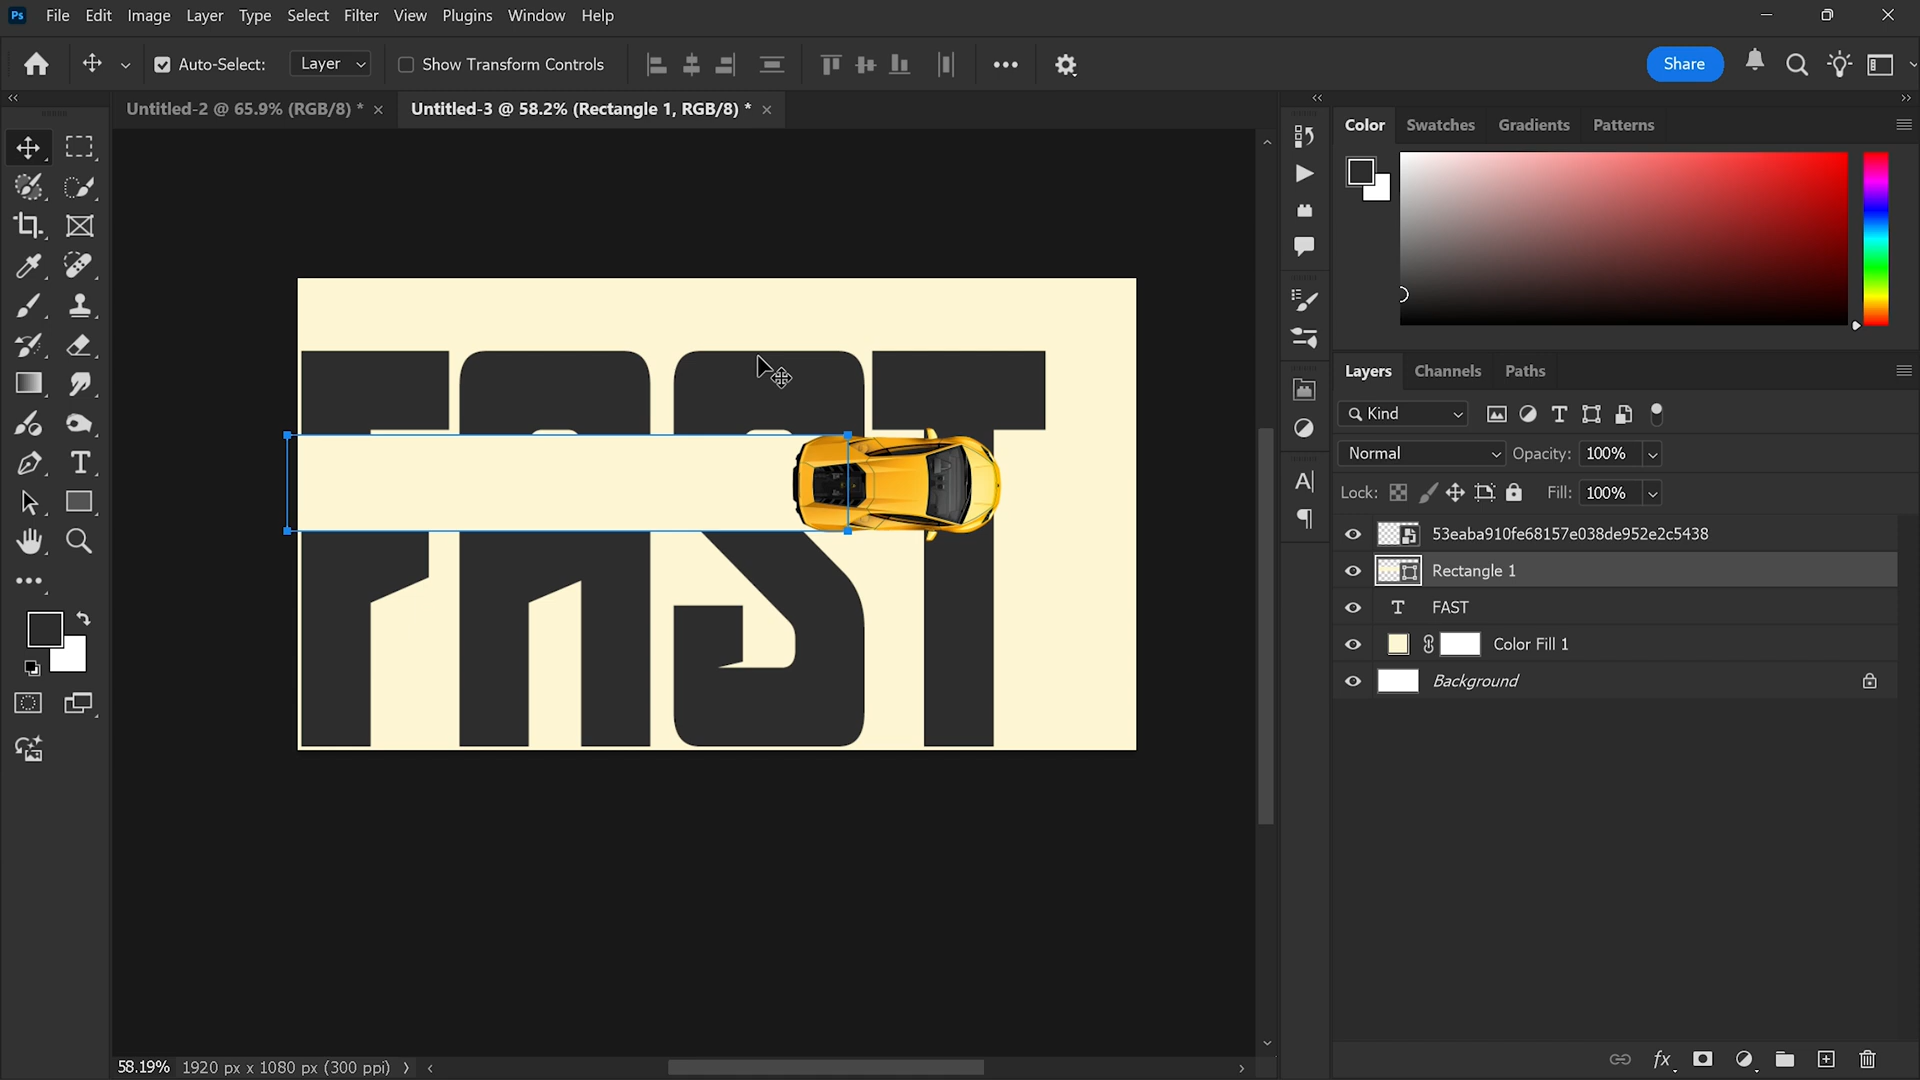 Ps File Edit Image Layer Type Select Filter View Plugins Window Help
Auto-Select: Layer Show Transform Controls Share
Untitled-2 @ 65.9% (RGB/8) * × Untitled-3 @ 58.2% (Rectangle 1, RGB/8) * ×
Color Swatches Gradients Patterns
FAST
Layers Channels Paths
Kind
Normal Opacity: 100%
Lock: Fill: 100%
53eaba910fe68157e038de952e2c5438
Rectangle 1
T FAST
Color Fill 1
Background
58.19% 1920 px x 1080 px (300 ppi)